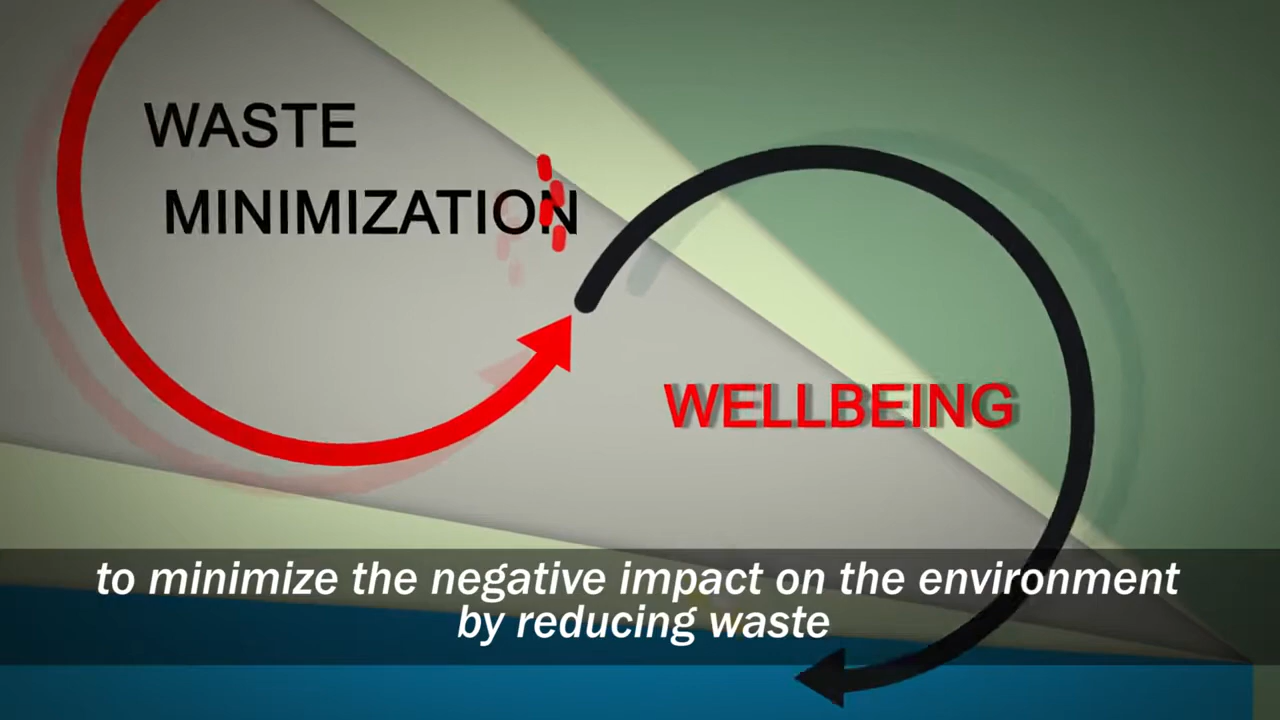 WASTE
MINIMIZATION
WELLBEING
to minimize the negative impact on the environment
by reducing waste